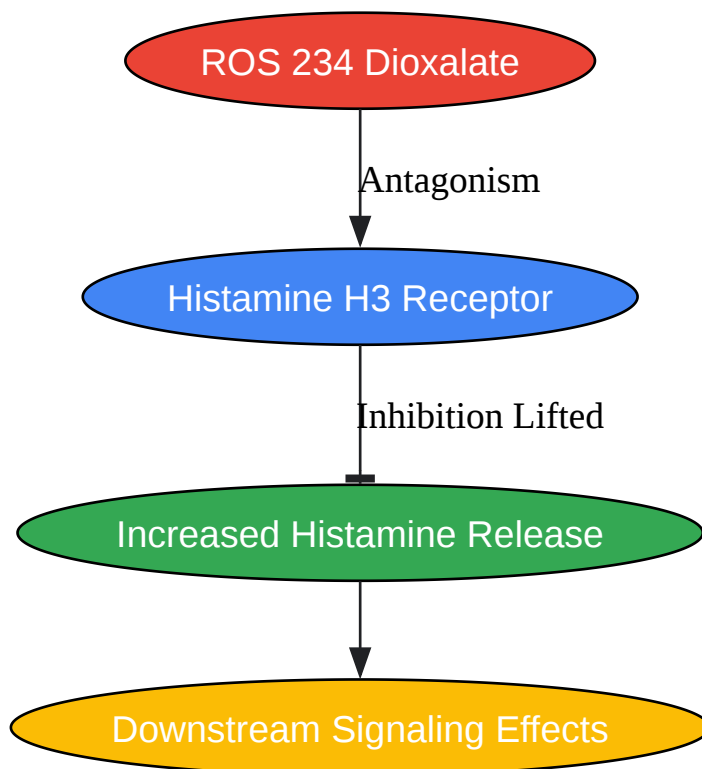 ROS 234 Dioxalate
Antagonism
Histamine H3 Receptor
Inhibition Lifted
Increased Histamine Release
Downstream Signaling Effects